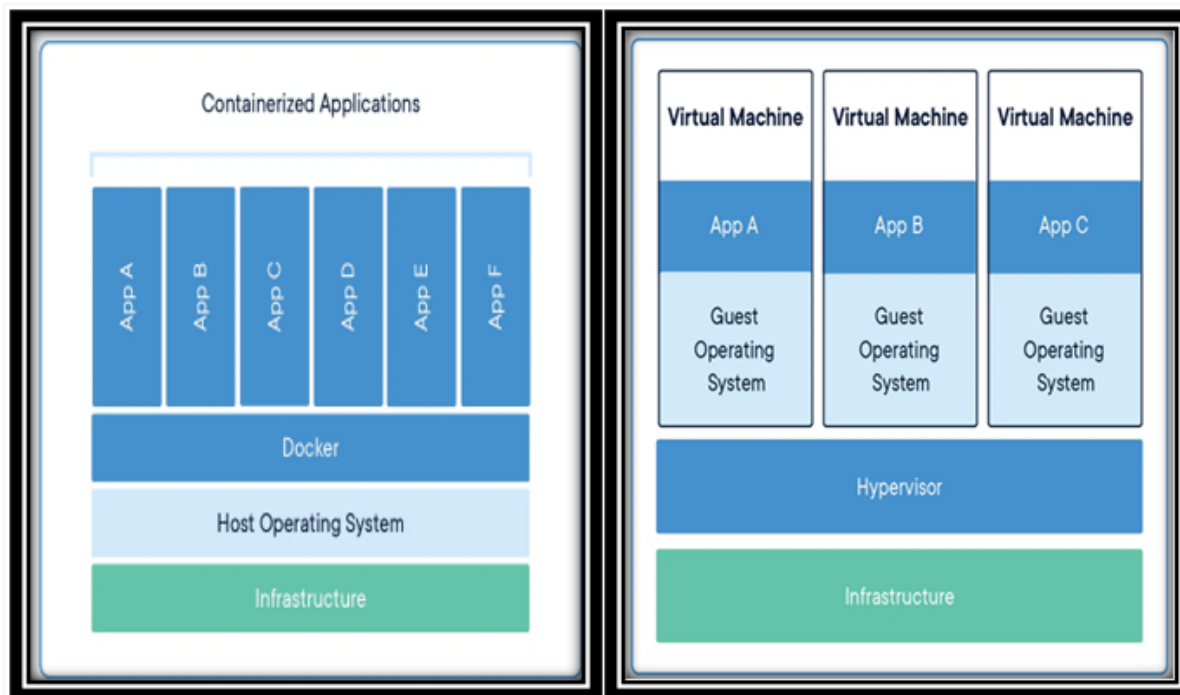 Containerized Applications
App A
App B
App C
App D
App E
App F
Docker
Host Operating System
Infrastructure
Virtual Machine
App A
Guest
Operating
System
Virtual Machine
App B
Guest
Operating
System
Virtual Machine
App C
Guest
Operating
System
Hypervisor
Infrastructure